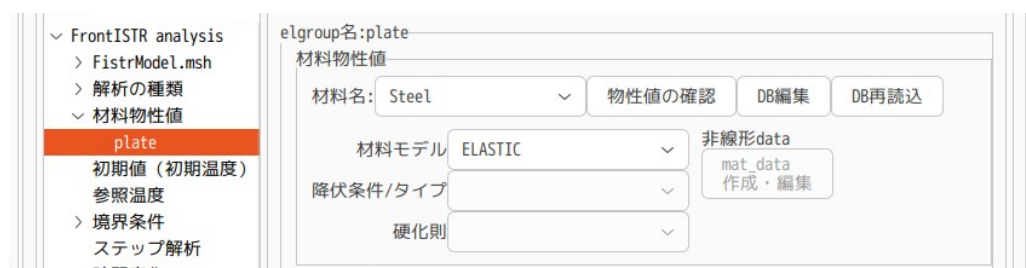 FrontISTR analysis
FistrModel.msh
解析の種類
材料物性値
plate
初期値（初期温度）
参照温度
境界条件
ステップ解析
elgroup名:plate
材料物性値
材料名: Steel 物性値の確認 DB編集 DB再読込
材料モデル ELASTIC
降伏条件/タイプ
硬化則
非線形data
mat_data
作成・編集